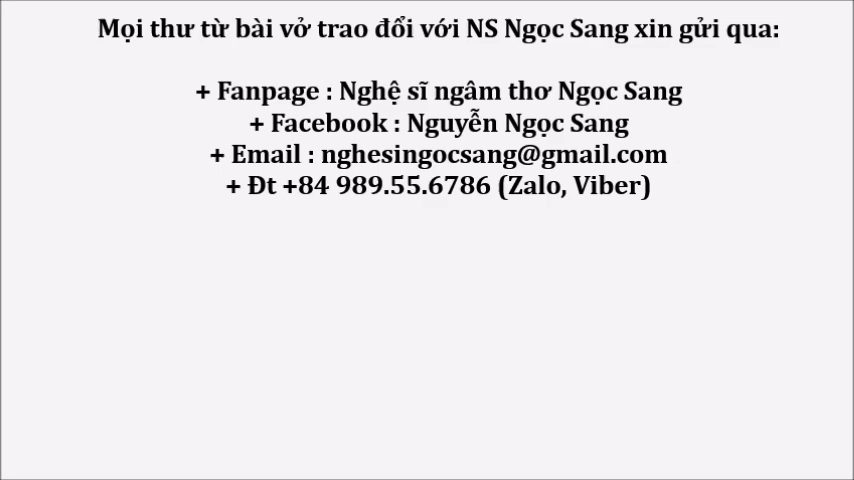 Mọi thư từ bài vở trao đổi với NS Ngọc Sang xin gửi qua:
+ Fanpage : Nghệ sĩ ngâm thơ Ngọc Sang
+ Facebook : Nguyễn Ngọc Sang
+ Email : nghesingocsang@gmail.com
+ Đt +84 989.55.6786 (Zalo, Viber)